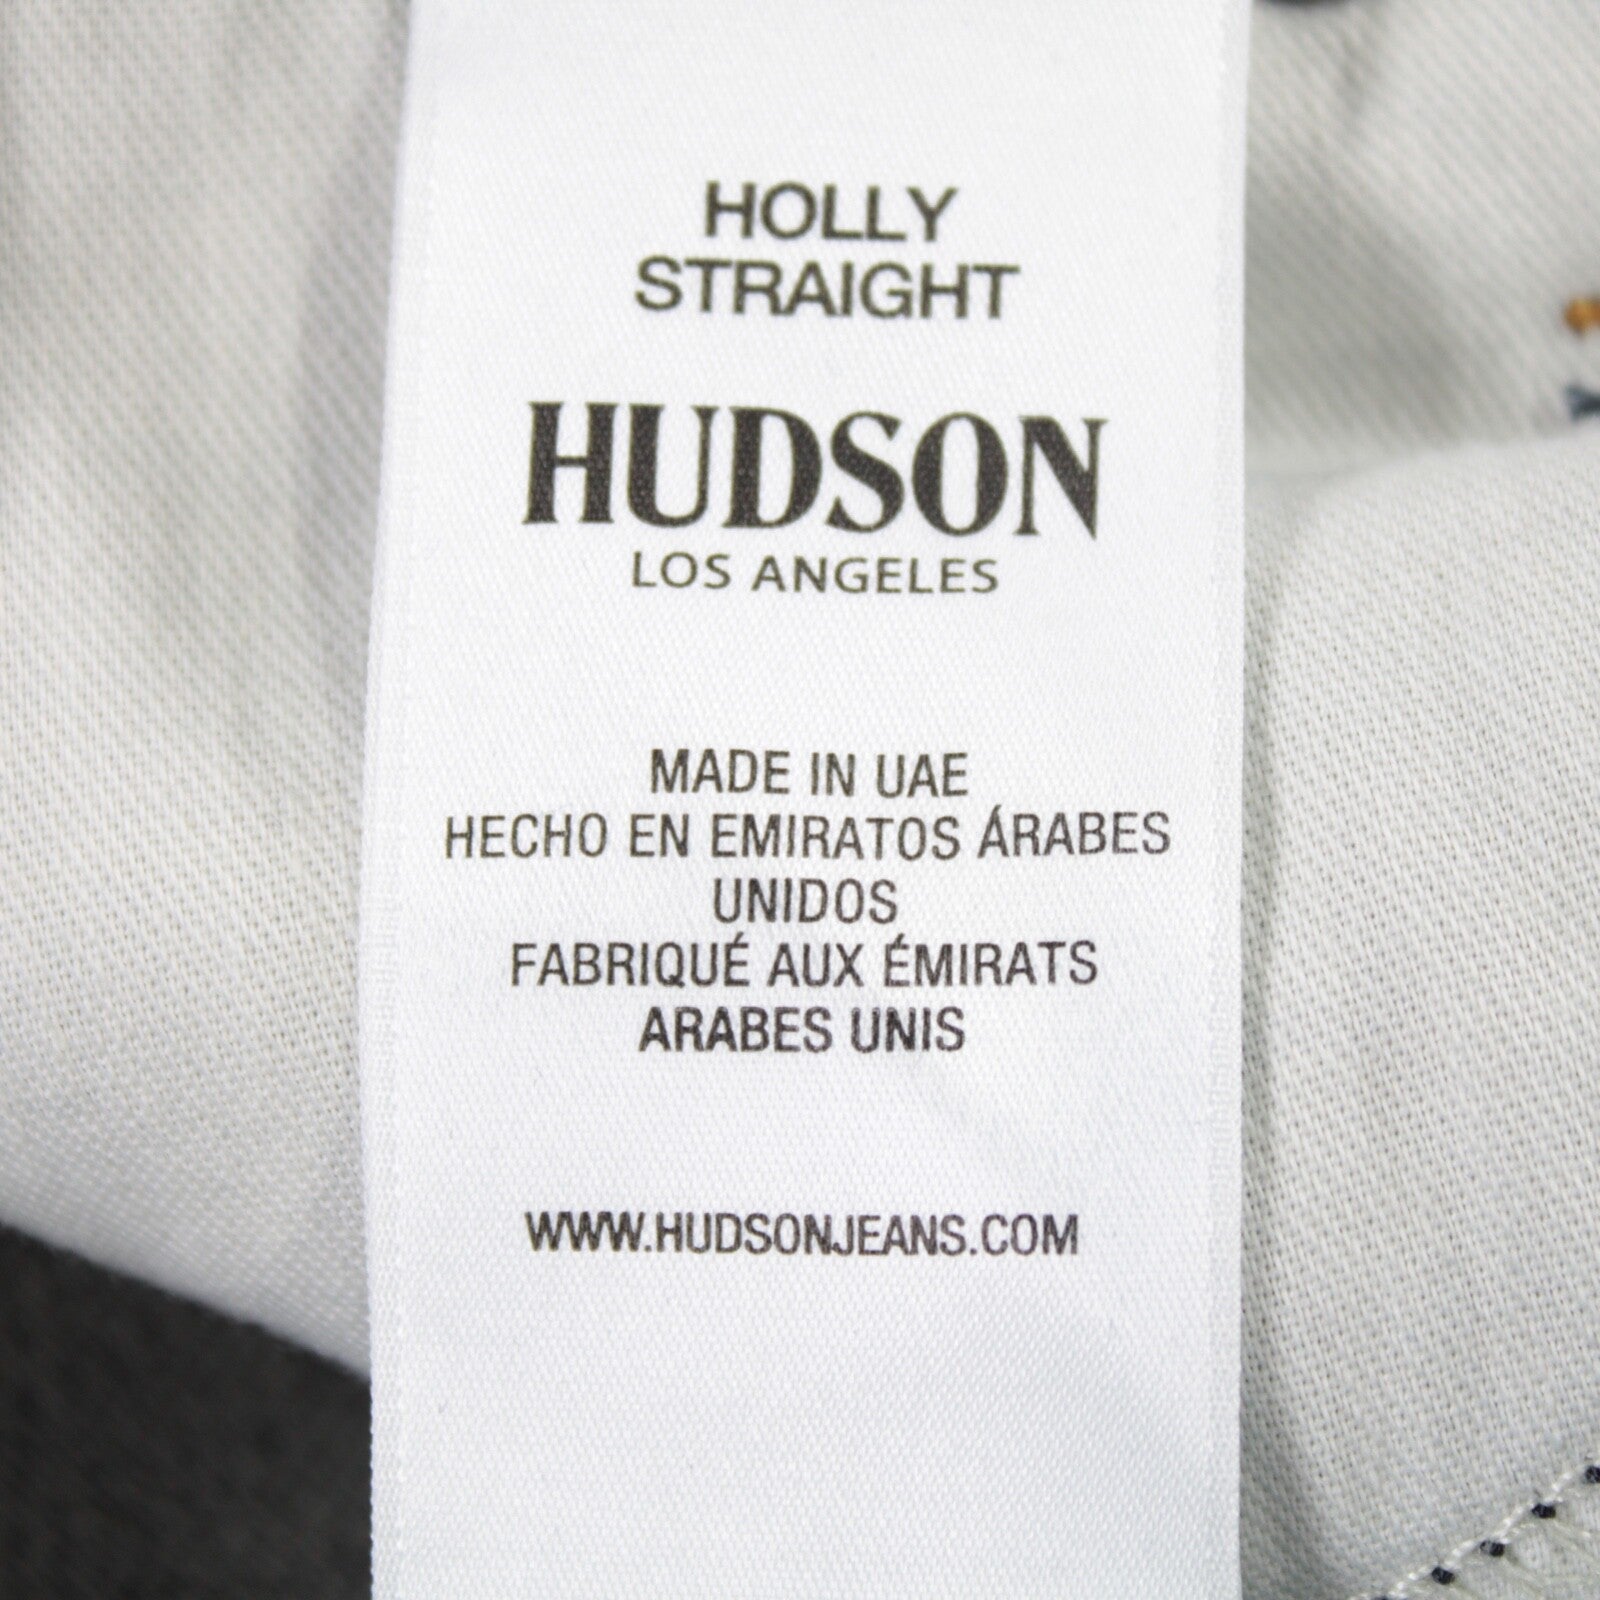 HOLLY
STRAIGHT
HUDSON
LOS ANGELES
MADE IN UAE
HECHO EN EMIRATOS ÁRABES
UNIDOS
FABRIQUÉ AUX ÉMIRATS
ARABES UNIS
WWW.HUDSONJEANS.COM